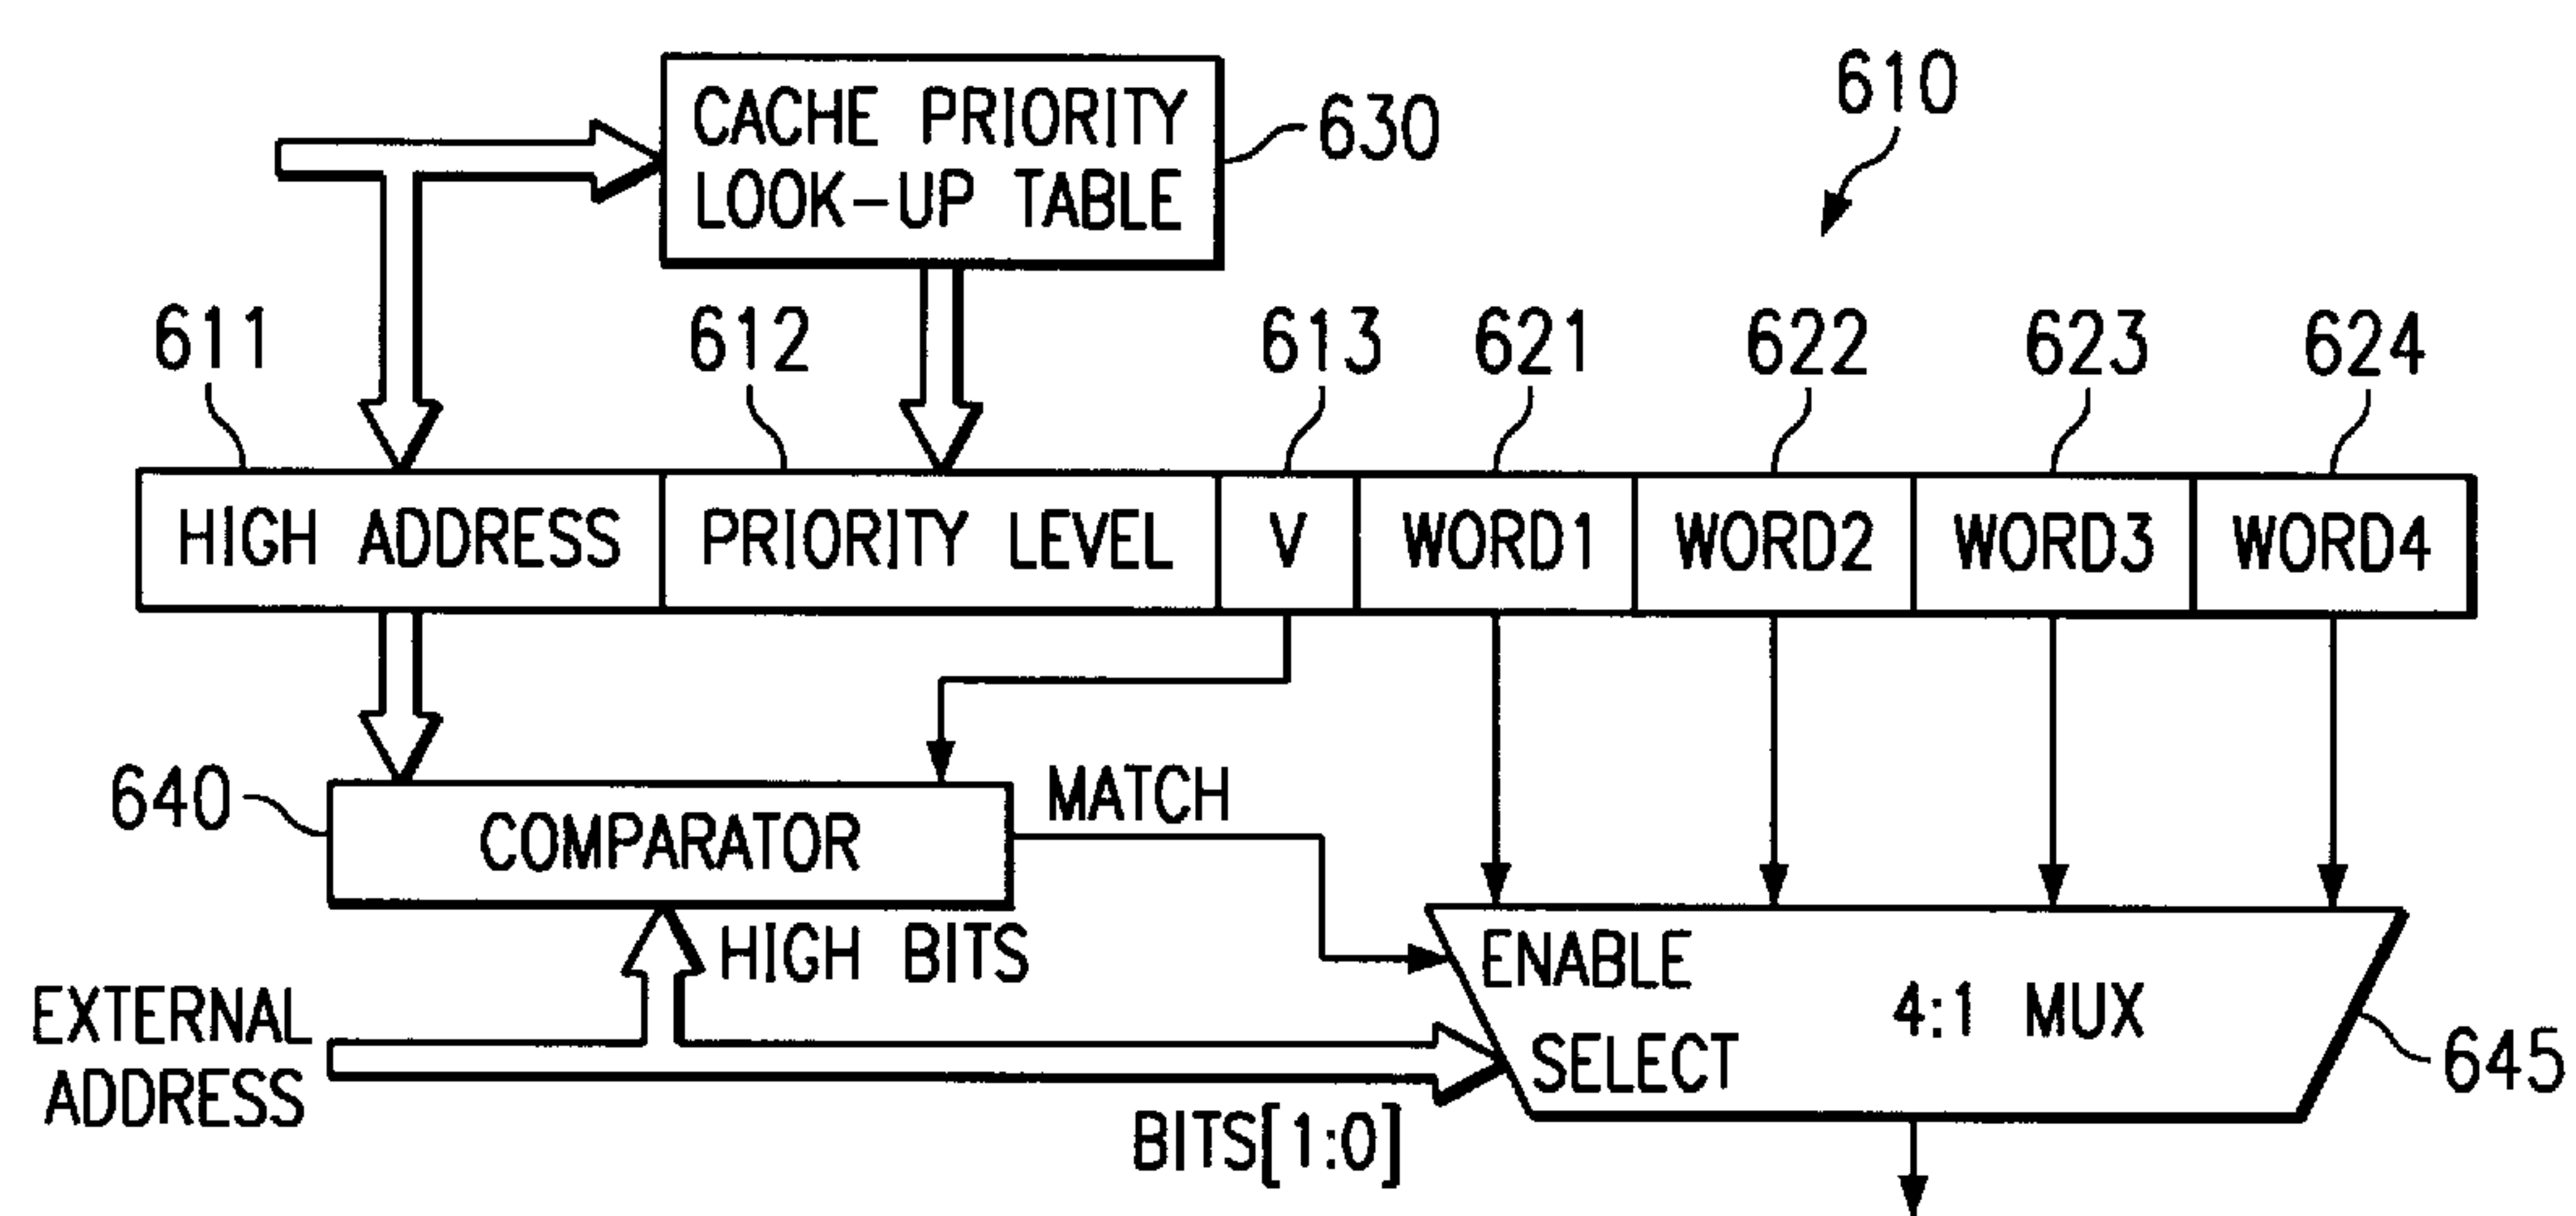 CACHE PRIORITY
LOOK-UP TABLE
630
610
611
612
613
621
622
623
624
HIGH ADDRESS
PRIORITY LEVEL
V
WORD1
WORD2
WORD3
WORD4
640
COMPARATOR
MATCH
HIGH BITS
EXTERNAL
ADDRESS
ENABLE
SELECT
4:1 MUX
645
BITS[1:0]